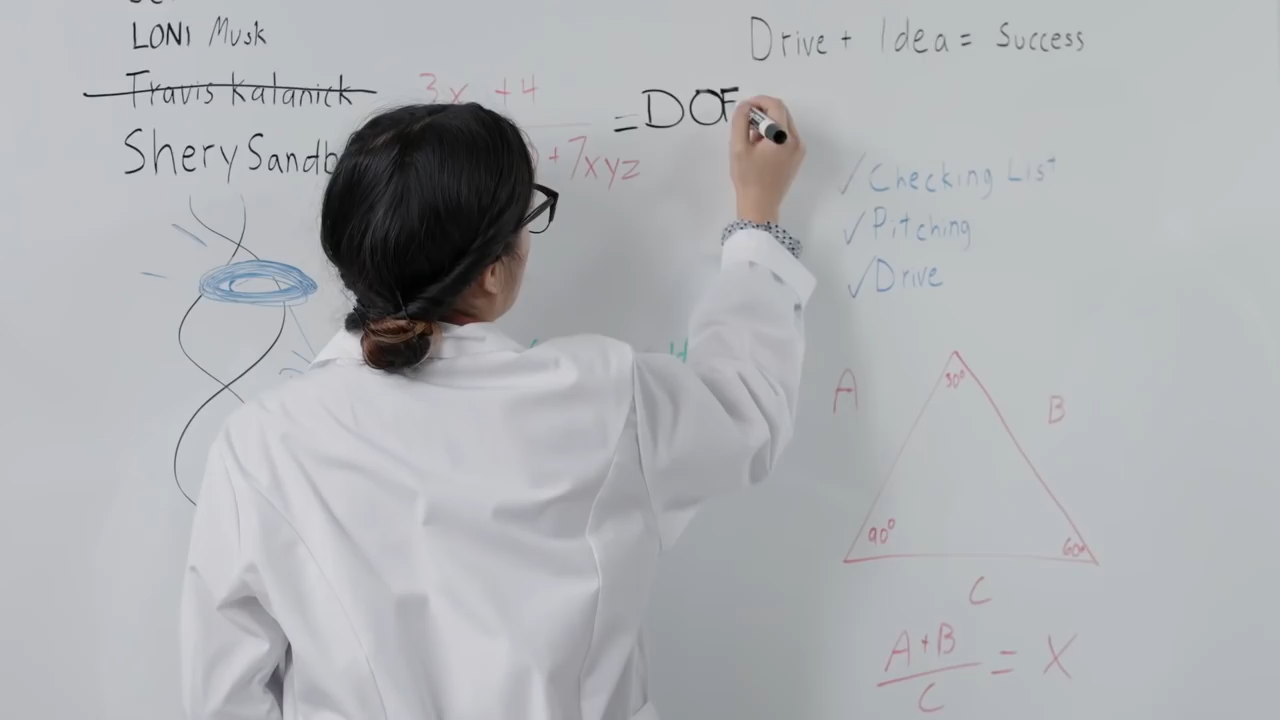 LONI Musk
Travis Kalanick
Shery Sandb
Drive + Idea = Success
3x + 4
+7xyz
= DOF
✓ Checking List
✓ Pitching
✓ Drive
A
B
30°
90°
60°
C
A+B
C
= X